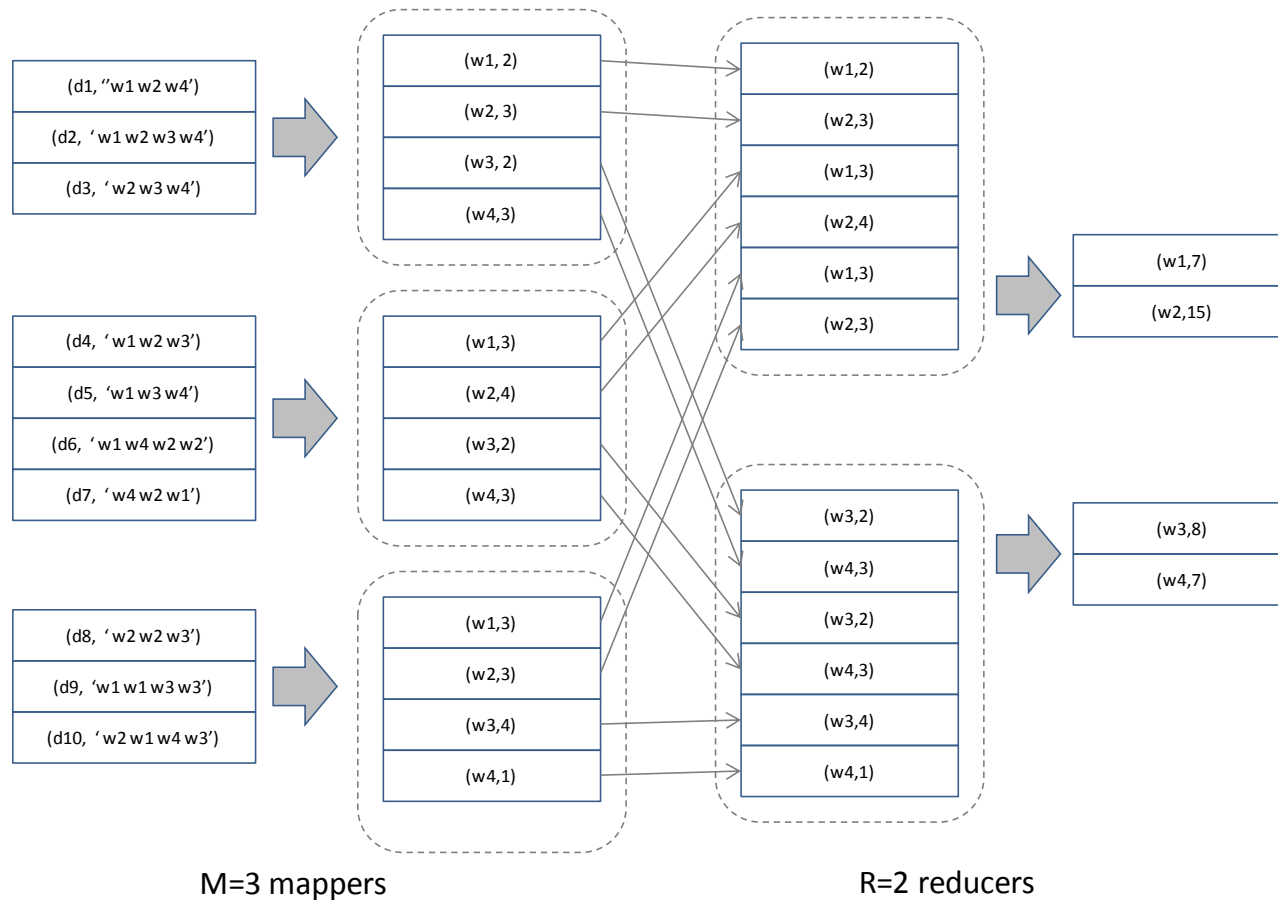 (d1, ‘’w1 w2 w4’)
(d2, ‘ w1 w2 w3 w4’)
(d3, ‘ w2 w3 w4’)
(d4, ‘ w1 w2 w3’)
(d5, ‘ w1 w3 w4’)
(d6, ‘ w1 w4 w2 w2’)
(d7, ‘ w4 w2 w1’)
(d8, ‘ w2 w2 w3’)
(d9, ‘w1 w1 w3 w3’)
(d10, ‘ w2 w1 w4 w3’)
(w1, 2)
(w2, 3)
(w3, 2)
(w4,3)
(w1,3)
(w2,4)
(w3,2)
(w4,3)
(w1,3)
(w2,3)
(w3,4)
(w4,1)
(w1,2)
(w2,3)
(w1,3)
(w2,4)
(w1,3)
(w2,3)
(w3,2)
(w4,3)
(w3,2)
(w4,3)
(w3,4)
(w4,1)
(w1,7)
(w2,15)
(w3,8)
(w4,7)
M=3 mappers
R=2 reducers